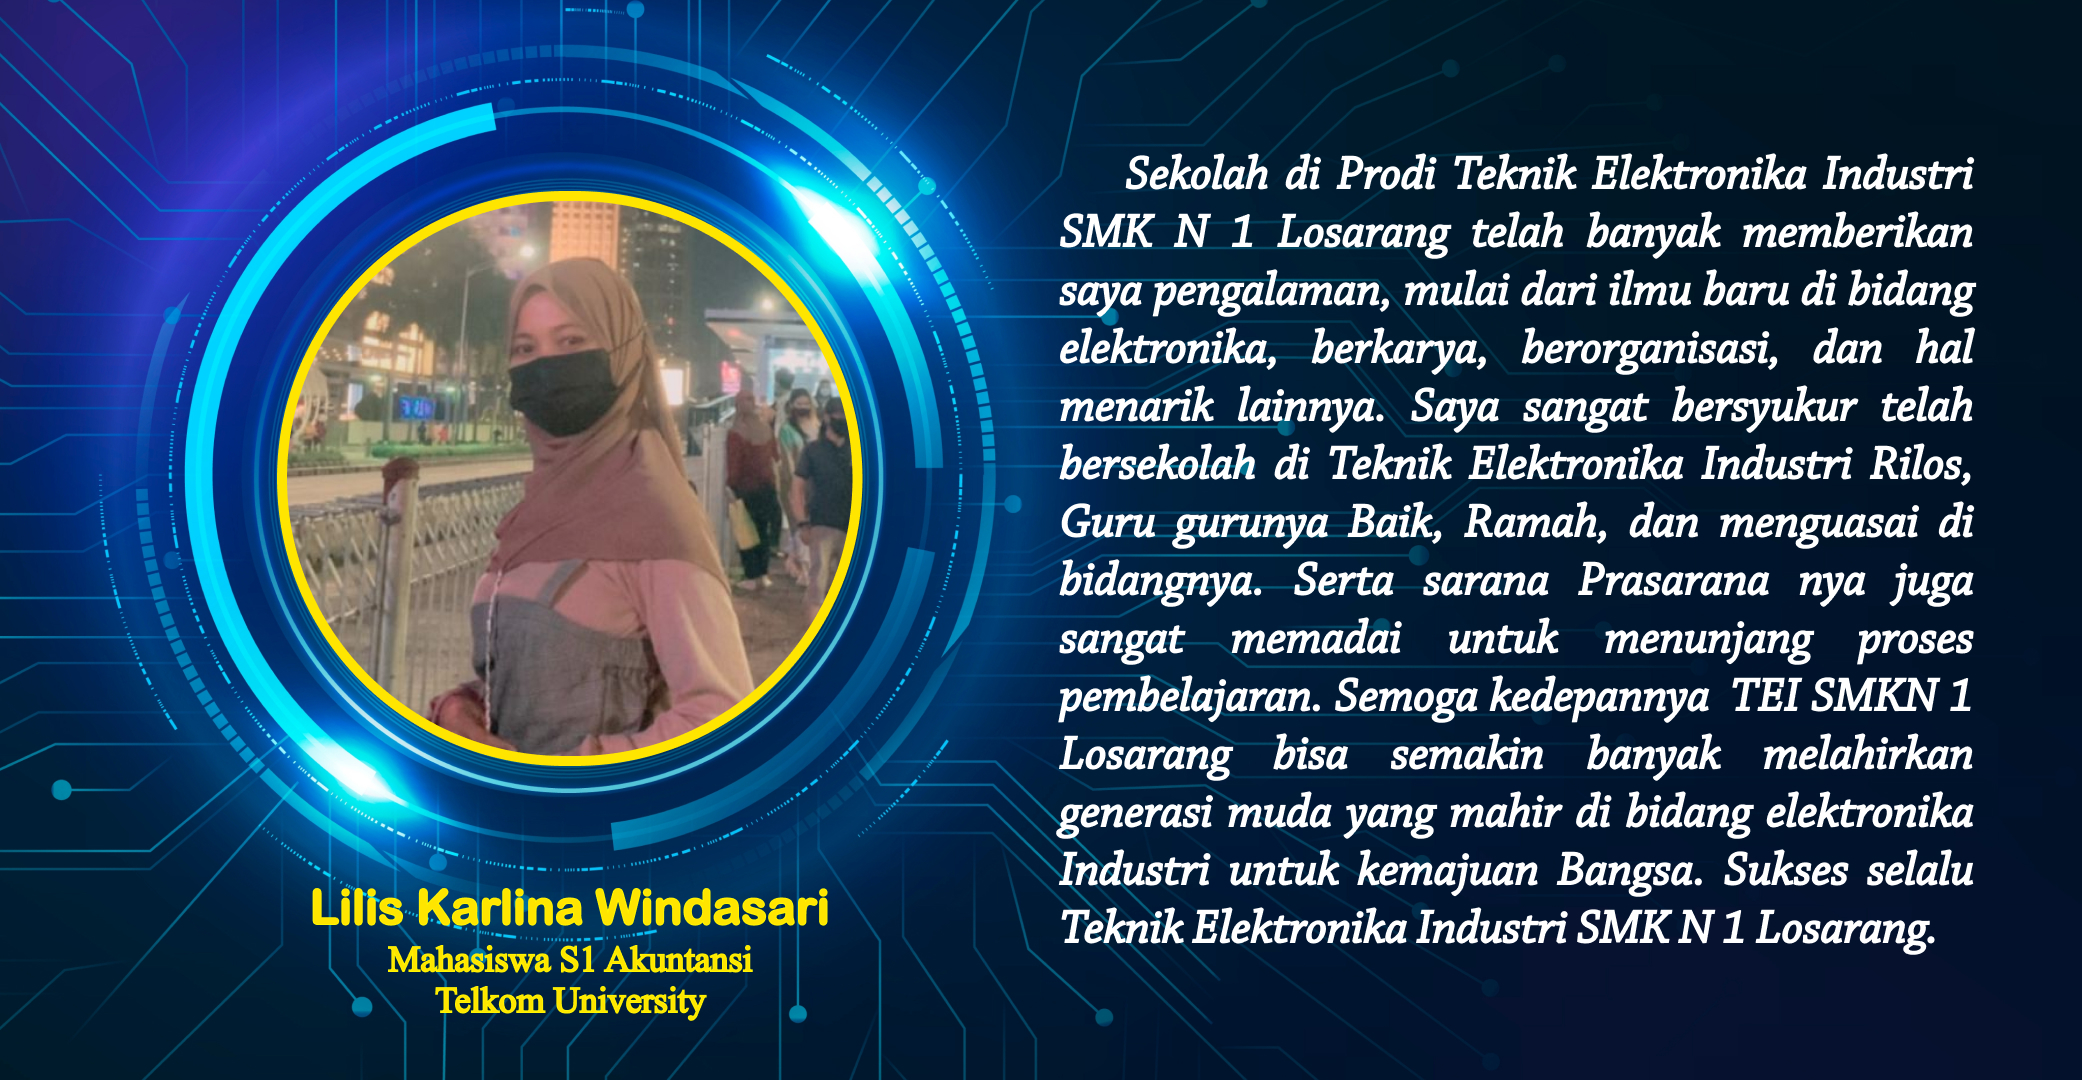 Sekolah di Prodi Teknik Elektronika Industri
SMK N 1 Losarang telah banyak memberikan
saya pengalaman, mulai dari ilmu baru di bidang
elektronika, berkarya, berorganisasi, dan hal
menarik lainnya. Saya sangat bersyukur telah
bersekolah di Teknik Elektronika Industri Rilos,
Guru gurunya Baik, Ramah, dan menguasai di
bidangnya. Serta sarana Prasarana nya juga
sangat memadai untuk menunjang proses
pembelajaran. Semoga kedepannya TEI SMKN 1
Losarang bisa semakin banyak melahirkan
generasi muda yang mahir di bidang elektronika
Industri untuk kemajuan Bangsa. Sukses selalu
Teknik Elektronika Industri SMK N 1 Losarang.
Lilis Karlina Windasari
Mahasiswa S1 Akuntansi
Telkom University